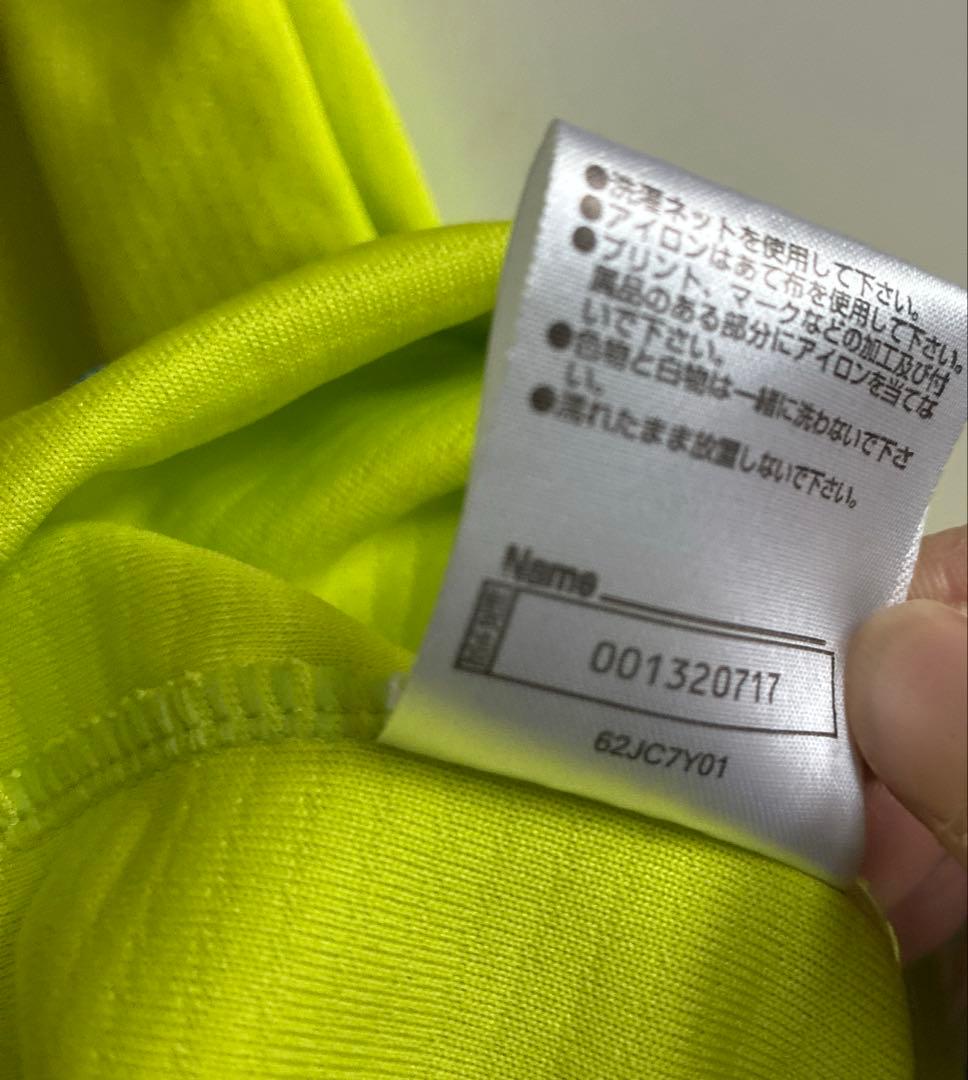 ●洗濯ネットを使用して下さい。
●アイロンはあて布を使用して下さい。
●プリント、マークなどの加工及び付
属品のある部分にアイロンを当てな
いで下さい。
●色物と白物は一緒に洗わないで下さ
い。
●濡れたまま放置しないで下さい。
Name
001320717
62JC7Y01